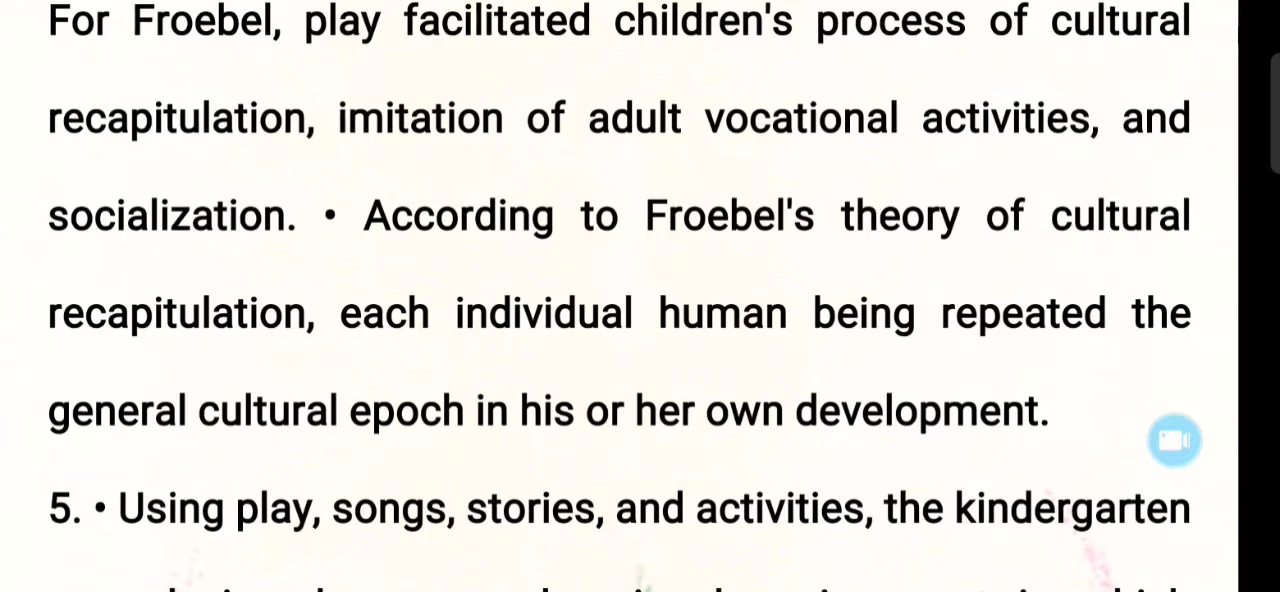 For Froebel, play facilitated children's process of cultural
recapitulation, imitation of adult vocational activities, and
socialization. • According to Froebel's theory of cultural
recapitulation, each individual human being repeated the
general cultural epoch in his or her own development.
5. • Using play, songs, stories, and activities, the kindergarten